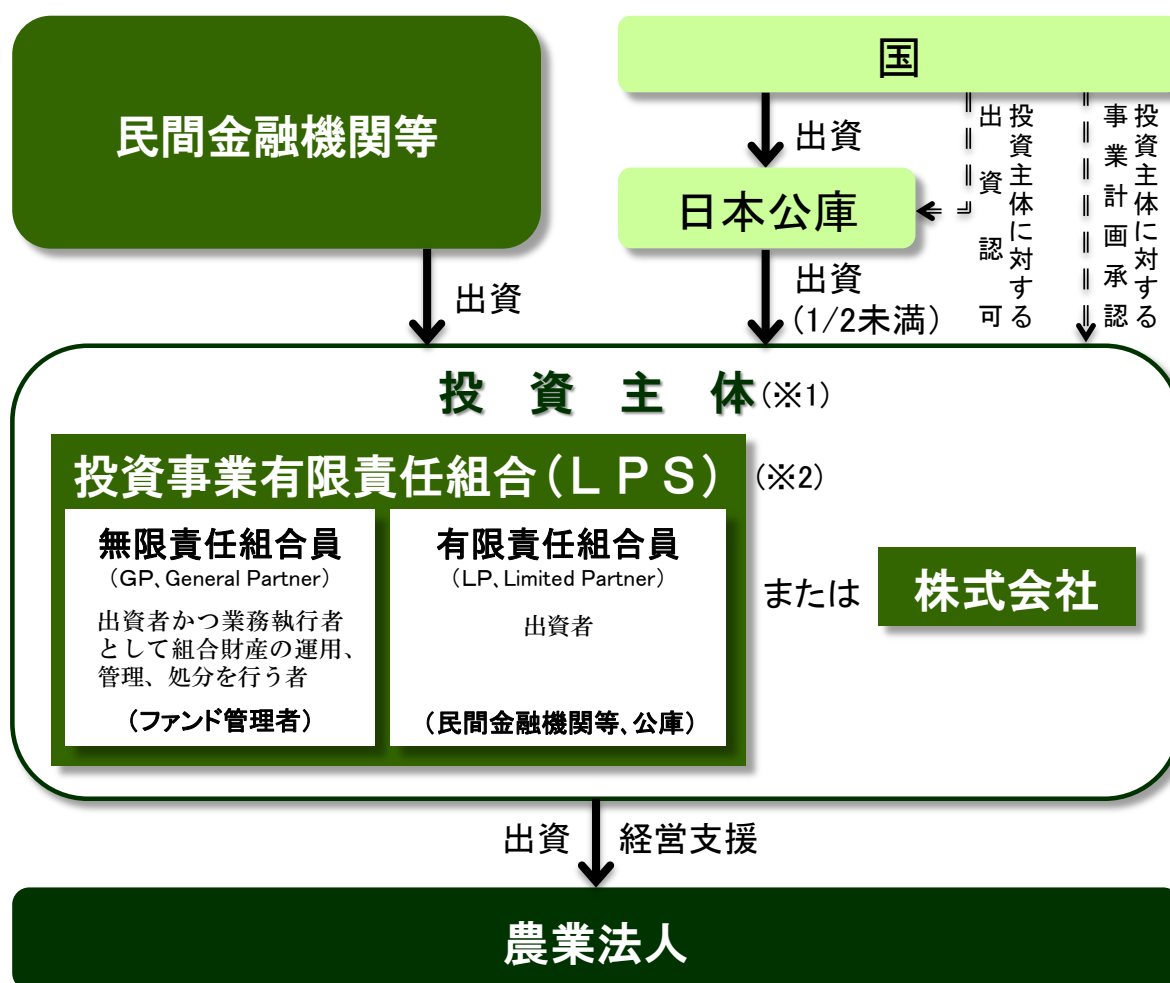 民間金融機関等
国
出資
投資主体に対する
出資認可
投資主体に対する
事業計画承認
日本公庫
出資
出資
(1/2未満)
投資主体(※1)
投資事業有限責任組合(LPS)
(※2)
無限責任組合員
(GP、General Partner)
出資者かつ業務執行者
として組合財産の運用、
管理、処分を行う者
(ファンド管理者)
有限責任組合員
(LP、Limited Partner)
出資者
(民間金融機関等、公庫)
または
株式会社
出資
経営支援
農業法人